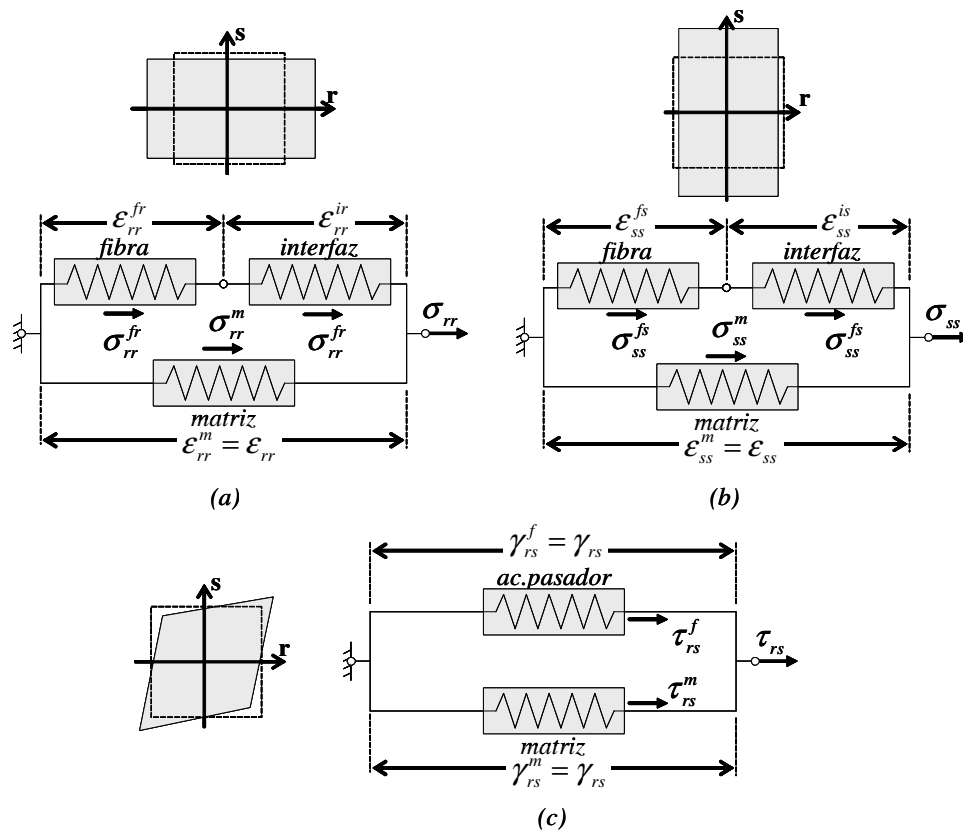 s
r
ε_rr^fr
ε_rr^ir
fibra
interfaz
σ_rr^fr
σ_rr^m
σ_rr^fr
σ_rr
matriz
ε_rr^m = ε_rr
(a)
s
r
ε_ss^fs
ε_ss^is
fibra
interfaz
σ_ss^fs
σ_ss^m
σ_ss^fs
σ_ss
matriz
ε_ss^m = ε_ss
(b)
s
r
γ_rs^f = γ_rs
ac.pasador
τ_rs^f
τ_rs
τ_rs^m
matriz
γ_rs^m = γ_rs
(c)